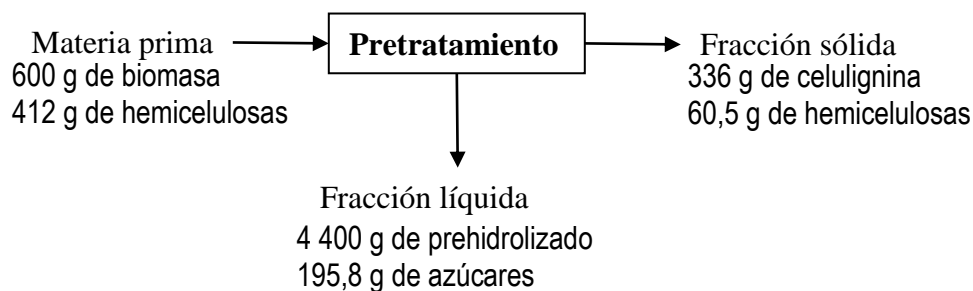 Materia prima
600 g de biomasa
412 g de hemicelulosas
Pretratamiento
Fracción sólida
336 g de celulignina
60,5 g de hemicelulosas
Fracción líquida
4 400 g de prehidrolizado
195,8 g de azúcares